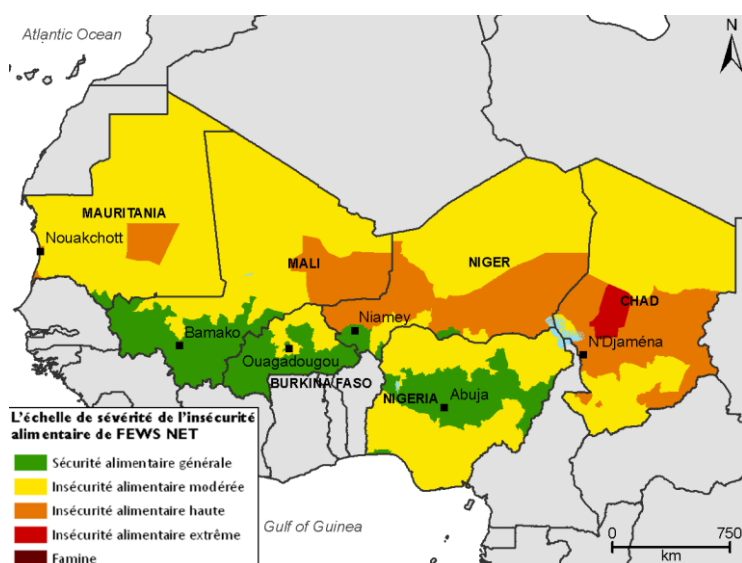 Atlantic Ocean
N
MAURITANIA
Nouakchott
MALI
NIGER
CHAD
Niamey
Bamako
N'Djaména
Ouagadougou
BURKINA FASO
NIGERIA
Abuja
L'échelle de sévérité de l'insécurité
alimentaire de FEWS NET
Sécurité alimentaire générale
Insécurité alimentaire modérée
Insécurité alimentaire haute
Insécurité alimentaire extrême
Famine
Gulf of Guinea
0 750
km